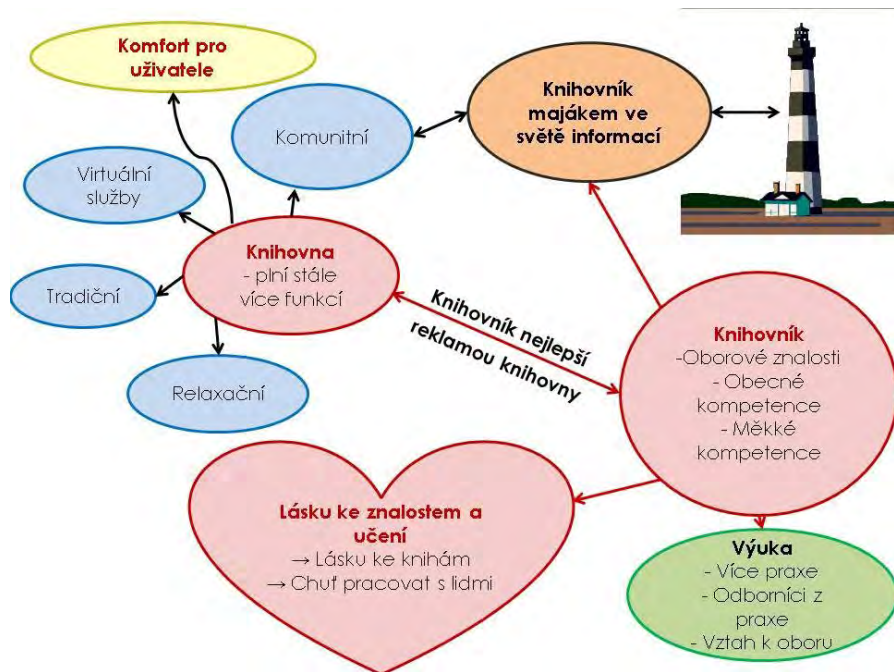 Komfort pro
uživatele
Komunitní
Knihovník
majákem ve
světě informací
Virtuální
služby
Knihovna
- plní stále
více funkcí
Tradiční
Relaxační
Knihovník nejlepší
reklamou knihovny
Knihovník
-Oborové znalosti
- Obecné
kompetence
- Měkké
kompetence
Lásku ke znalostem a
učení
→ Lásku ke knihám
→ Chuť pracovat s lidmi
Výuka
- Více praxe
- Odborníci z
praxe
- Vztah k oboru